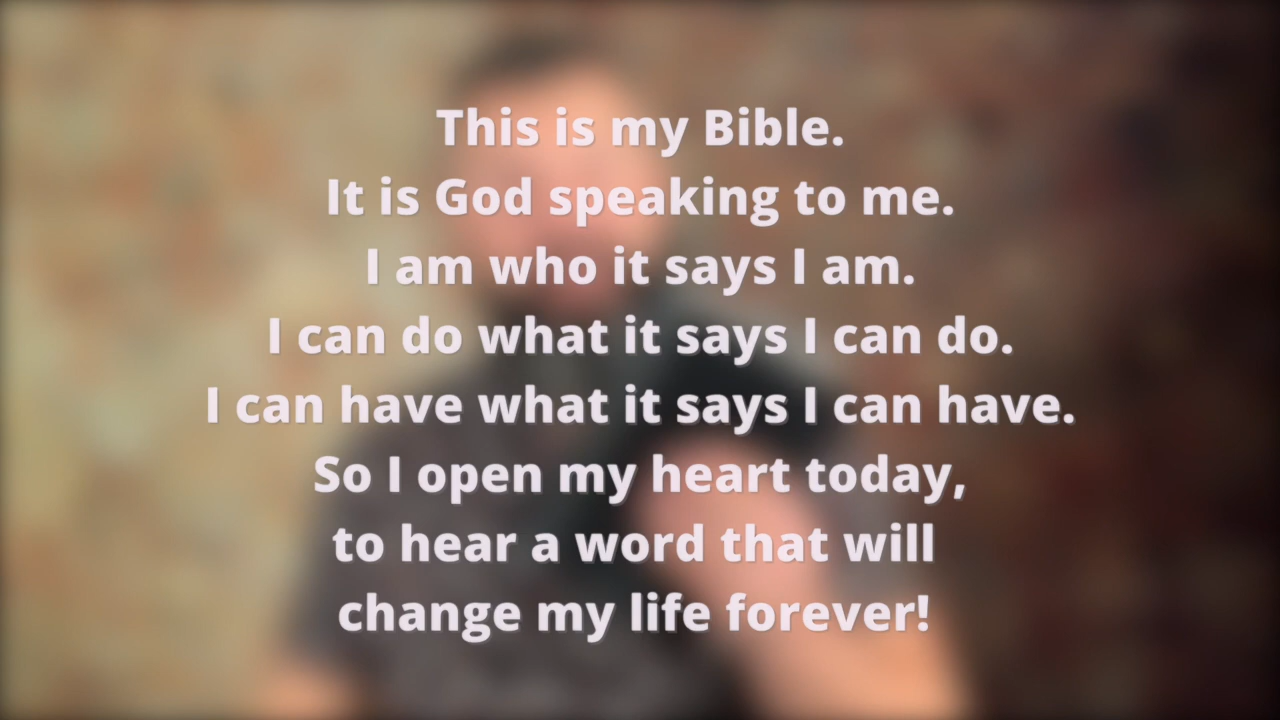 This is my Bible.
It is God speaking to me.
I am who it says I am.
I can do what it says I can do.
I can have what it says I can have.
So I open my heart today,
to hear a word that will
change my life forever!